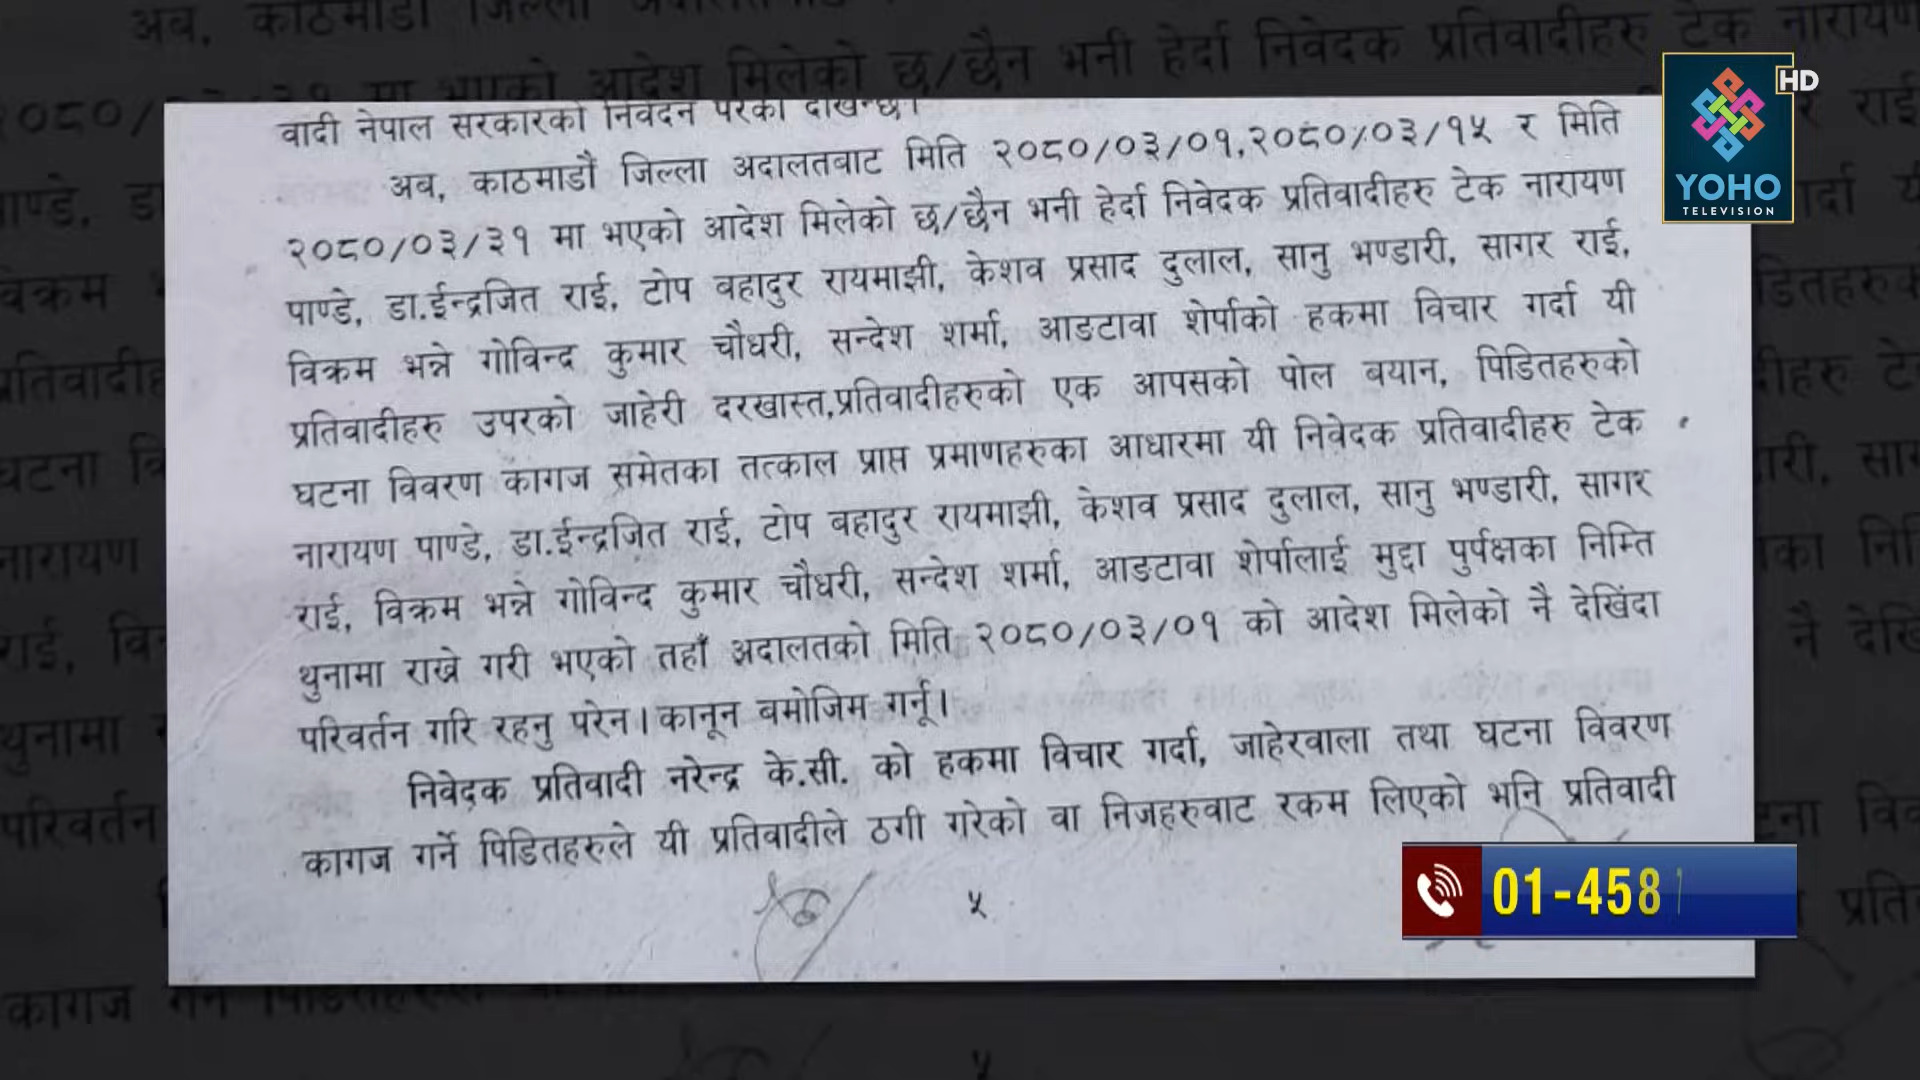 वादी नेपाल सरकारको निवेदन परेको देखिन्छ।
अब, काठमाडौ जिल्ला अदालतबाट मिति २०८०/०३/०१,२०८०/०३/१५ र मिति
२०८०/०३/३१ मा भएको आदेश मिलेको छ/छैन भनी हेर्दा निवेदक प्रतिवादीहरु टेक नारायण
पाण्डे, डा.ईन्द्रजित राई, टोप बहादुर रायमाझी, केशव प्रसाद दुलाल, सानु भण्डारी, सागर राई,
विक्रम भन्ने गोविन्द कुमार चौधरी, सन्देश शर्मा, आङटावा शेर्पाको हकमा विचार गर्दा यी
प्रतिवादीहरु उपरको जाहेरी दरखास्त,प्रतिवादीहरुको एक आपसको पोल बयान, पिडितहरुको
घटना विवरण कागज समेतका तत्काल प्राप्त प्रमाणहरुका आधारमा यी निवेदक प्रतिवादीहरु टेक
नारायण पाण्डे, डा.ईन्द्रजित राई, टोप बहादुर रायमाझी, केशव प्रसाद दुलाल, सानु भण्डारी, सागर
राई, विक्रम भन्ने गोविन्द कुमार चौधरी, सन्देश शर्मा, आङटावा शेर्पालाई मुद्दा पुर्पक्षका निम्ति
थुनामा राख्ने गरी भएको तहाँ अदालतको मिति २०८०/०३/०१ को आदेश मिलेको नै देखिंदा
परिवर्तन गरि रहनु परेन। कानून बमोजिम गर्नू।
निवेदक प्रतिवादी नरेन्द्र के.सी. को हकमा विचार गर्दा, जाहेरवाला तथा घटना विवरण
कागज गर्ने पिडितहरुले यी प्रतिवादीले ठगी गरेको वा निजहरुबाट रकम लिएको भनि प्रतिवादी
५
YOHO
TELEVISION
HD
01-458